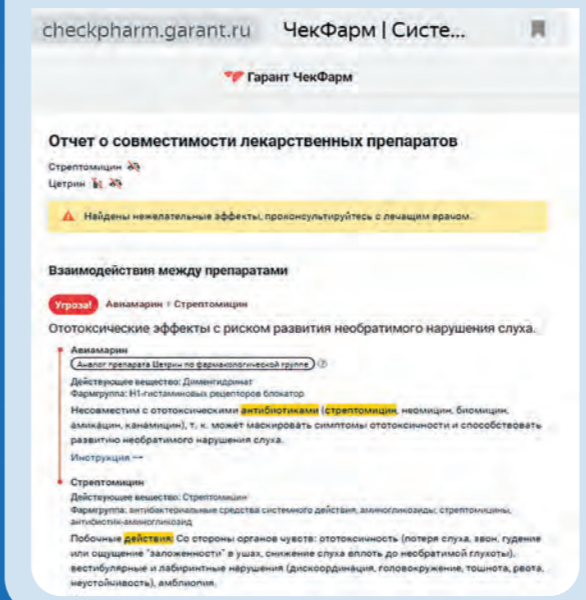 checkpharm.garant.ru ЧекФарм | Систе...
Гарант ЧекФарм
Отчет о совместимости лекарственных препаратов
Стрептомицин
Цетрин
Найдены нежелательные эффекты, проконсультируйтесь с лечащим врачом.
Взаимодействия между препаратами
Угроза! Авиамарин + Стрептомицин
Ототоксические эффекты с риском развития необратимого нарушения слуха.
Авиамарин
Аналог препарата Цетрин по фармакологической группе
Действующее вещество: Дименгидринат
Фармгруппа: H1-гистаминовых рецепторов блокатор
Несовместим с ототоксическими антибиотиками (стрептомицин, неомицин, биомицин,
амикацин, канамицин), т. к. может маскировать симптомы ототоксичности и способствовать
развитию необратимого нарушения слуха.
Инструкция →
Стрептомицин
Действующее вещество: Стрептомицин
Фармгруппа: антибактериальные средства системного действия, аминогликозиды, стрептомицины,
антибиотик-аминогликозид
Побочные действия: Со стороны органов чувств: ототоксичность (потеря слуха, звон, гудение
или ощущение "заложенности" в ушах, снижение слуха вплоть до необратимой глухоты),
вестибулярные и лабиринтные нарушения (дискоординация, головокружение, тошнота, рвота,
неустойчивость), амблиопия.